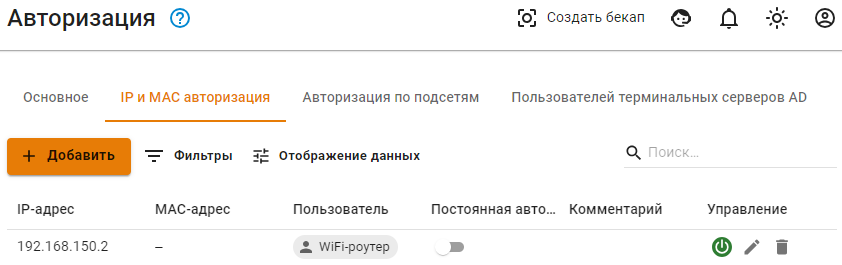 Авторизация
Создать бекап
Основное IP и MAC авторизация Авторизация по подсетям Пользователей терминальных серверов AD
Добавить Фильтры Отображение данных Поиск…
IP-адрес MAC-адрес Пользователь Постоянная авто… Комментарий Управление
192.168.150.2 – WiFi-роутер